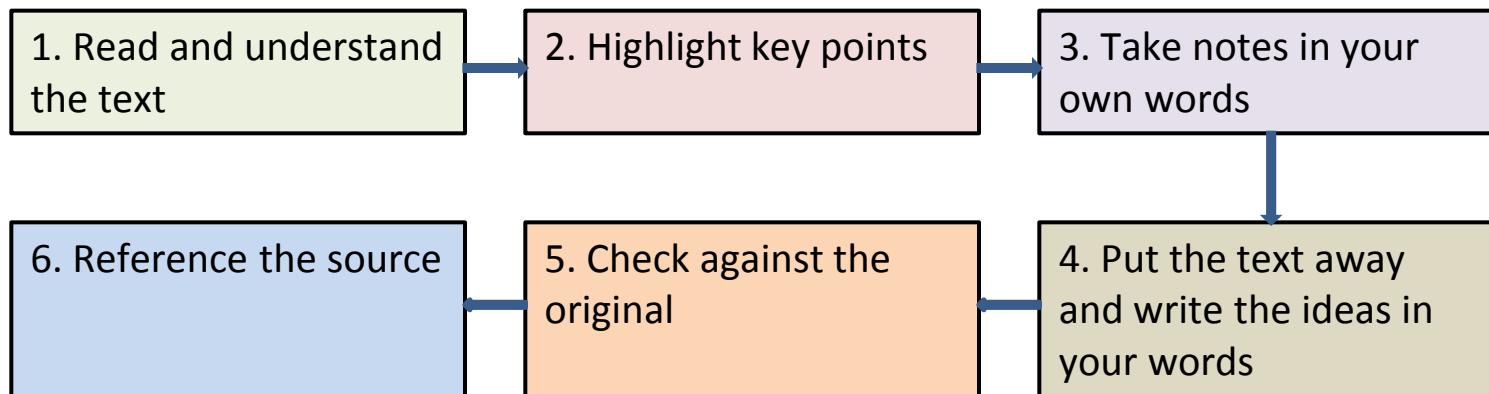 1. Read and understand
the text
2. Highlight key points
3. Take notes in your
own words
4. Put the text away
and write the ideas in
your words
5. Check against the
original
6. Reference the source